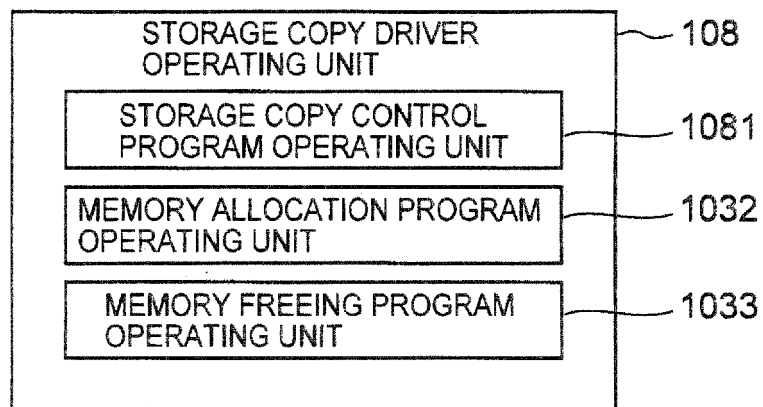 STORAGE COPY DRIVER
OPERATING UNIT
108
STORAGE COPY CONTROL
PROGRAM OPERATING UNIT
1081
MEMORY ALLOCATION PROGRAM
OPERATING UNIT
1032
MEMORY FREEING PROGRAM
OPERATING UNIT
1033